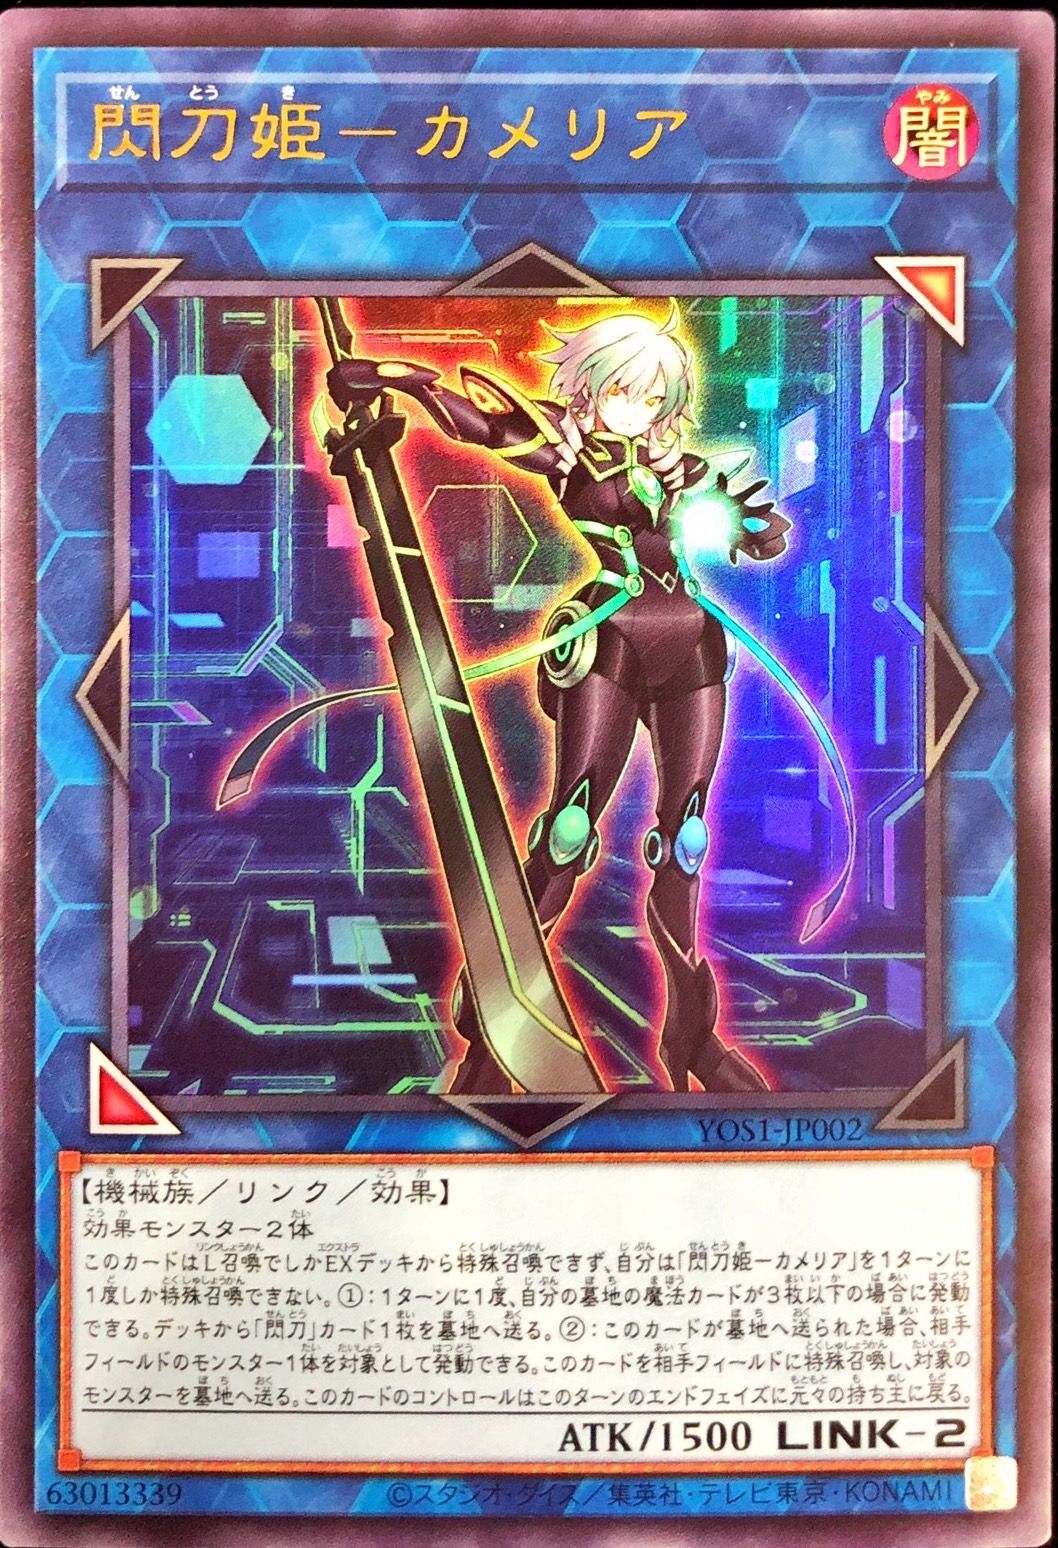 閃刀姫－カメリア
闇
YOS1-JP002
【機械族／リンク／効果】
効果モンスター2体
このカードはL召喚でしかEXデッキから特殊召喚できず、自分は「閃刀姫－カメリア」を1ターンに
1度しか特殊召喚できない。①：1ターンに1度、自分の墓地の魔法カードが3枚以下の場合に発動
できる。デッキから「閃刀」カード1枚を墓地へ送る。②：このカードが墓地へ送られた場合、相手
フィールドのモンスター1体を対象として発動できる。このカードを相手フィールドに特殊召喚し、対象の
モンスターを墓地へ送る。このカードのコントロールはこのターンのエンドフェイズに元々の持ち主に戻る。
ATK/1500 LINK-2
63013339 ©スタジオ・ダイス／集英社・テレビ東京・KONAMI